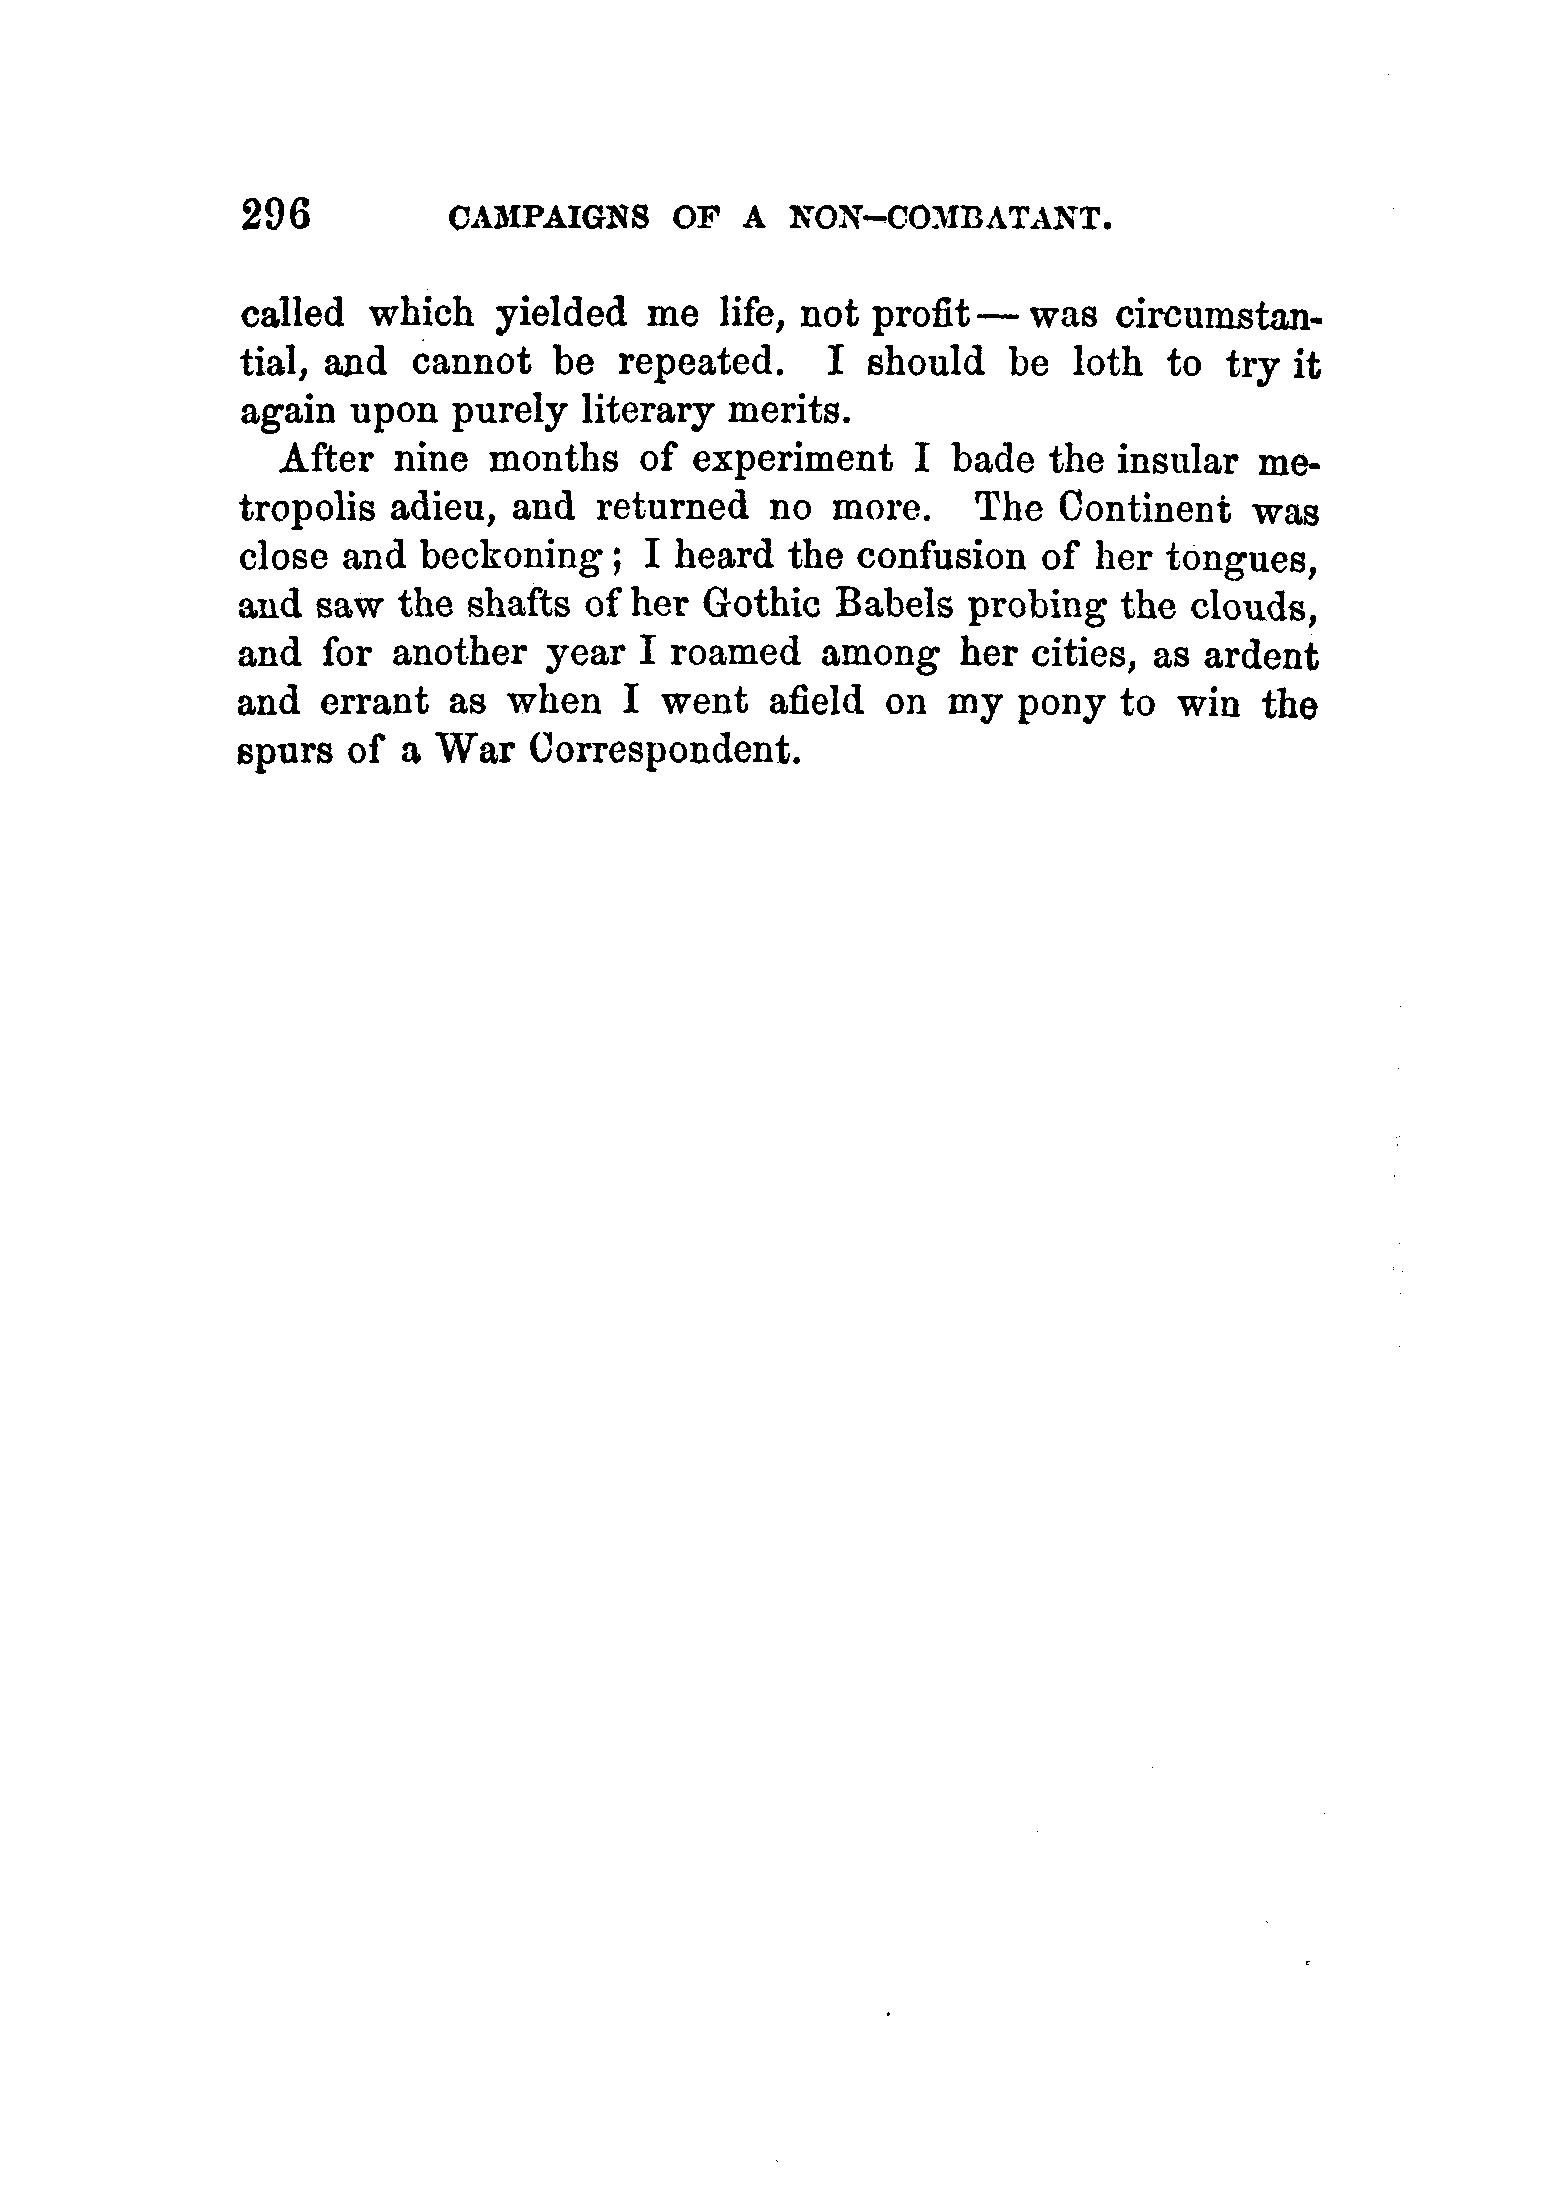 296 CAMPAIGNS OF A NON-COMBATANT.
called which yielded me life, not profit — was circumstan-
tial, and cannot be repeated. I should be loth to try it
again upon purely literary merits.
After nine months of experiment I bade the insular me-
tropolis adieu, and returned no more. The Continent was
close and beckoning; I heard the confusion of her tongues,
and saw the shafts of her Gothic Babels probing the clouds,
and for another year I roamed among her cities, as ardent
and errant as when I went afield on my pony to win the
spurs of a War Correspondent.